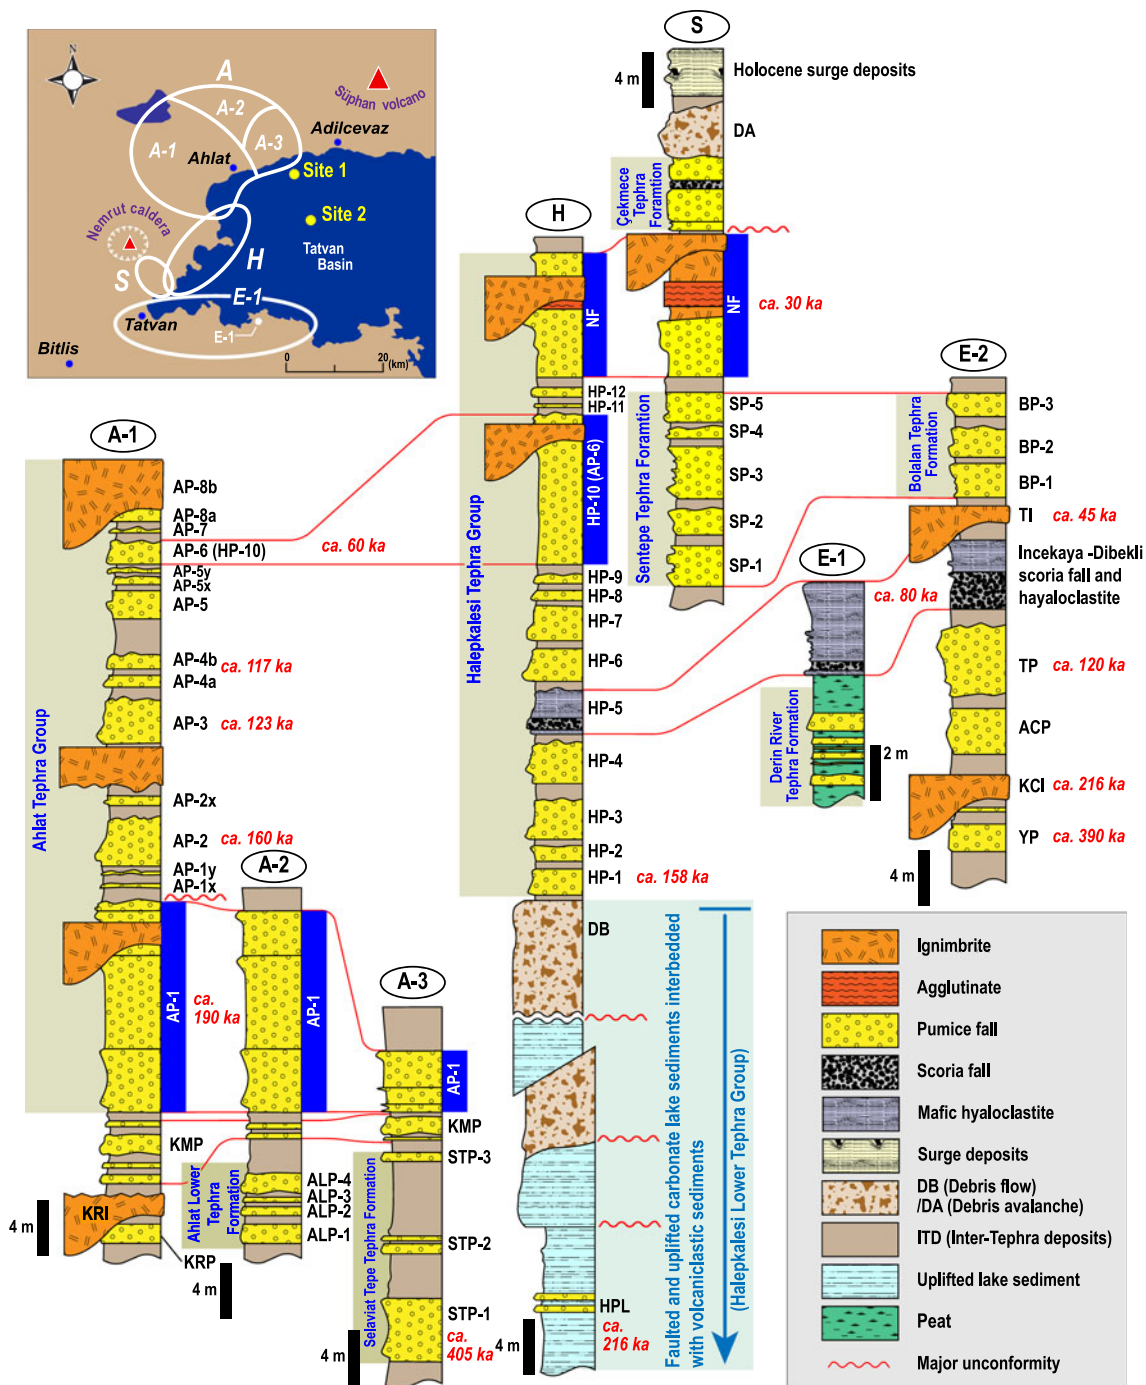 N
A
A-2
A-1
A-3
Süphan volcano
Adilcevaz
Ahlat
Site 1
Site 2
Nemrut caldera
Tatvan
Basin
H
S
E-1
Tatvan
E-1
Bitlis
0
20
(km)
S
4 m
Holocene surge deposits
DA
Çekmece
Tephra
Foramtion
NF
ca. 30 ka
SP-5
SP-4
SP-3
SP-2
SP-1
Sentepe Tephra Foramtion
H
NF
HP-12
HP-11
HP-10 (AP-6)
HP-9
HP-8
HP-7
HP-6
HP-5
HP-4
HP-3
HP-2
HP-1
ca. 158 ka
Halepkalesi Tephra Group
DB
HPL
ca.
216 ka
4 m
Faulted and uplifted carbonate lake sediments interbedded
with volcaniclastic sediments
(Halepkalesi Lower Tephra Group)
E-2
BP-3
BP-2
BP-1
Bolalan Tephra
Formation
TI
ca. 45 ka
Incekaya -Dibekli
scoria fall and
hayaloclastite
TP
ca. 120 ka
ACP
KCI
ca. 216 ka
YP
ca. 390 ka
4 m
E-1
ca. 80 ka
Derin River
Tephra Formation
2 m
A-1
AP-8b
AP-8a
AP-7
AP-6 (HP-10)
ca. 60 ka
AP-5y
AP-5x
AP-5
AP-4b
ca. 117 ka
AP-4a
AP-3
ca. 123 ka
AP-2x
AP-2
ca. 160 ka
AP-1y
AP-1x
AP-1
ca.
190 ka
Ahlat Tephra Group
KMP
KRI
KRP
4 m
A-2
AP-1
ALP-4
ALP-3
ALP-2
ALP-1
Ahlat Lower
Tephra
Formation
4 m
A-3
AP-1
KMP
STP-3
STP-2
STP-1
ca.
405 ka
Selaviat Tepe Tephra Formation
4 m
Ignimbrite
Agglutinate
Pumice fall
Scoria fall
Mafic hyaloclastite
Surge deposits
DB (Debris flow)
/DA (Debris avalanche)
ITD (Inter-Tephra deposits)
Uplifted lake sediment
Peat
Major unconformity